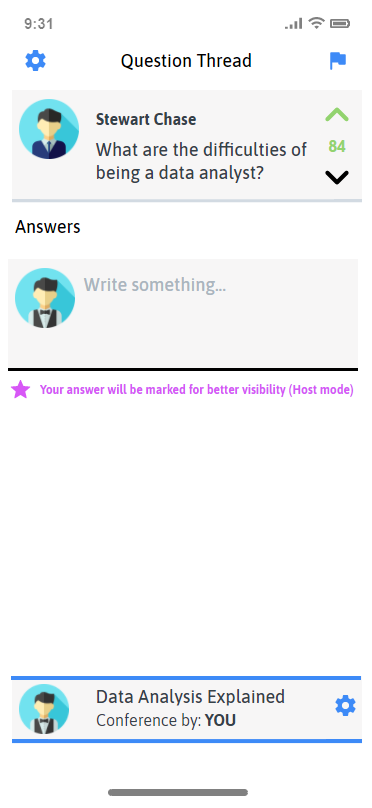 9:31
Question Thread
Stewart Chase
What are the difficulties of
being a data analyst?
84
Answers
Write something...
Your answer will be marked for better visibility (Host mode)
Data Analysis Explained
Conference by: YOU